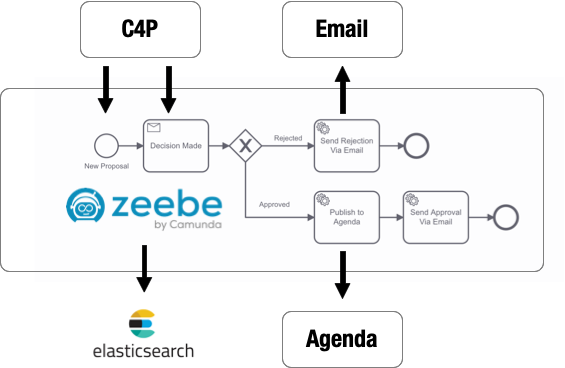 C4P
Email
Decision Made
X
Rejected
Send Rejection
Via Email
New Proposal
zeebe
by Camunda
Approved
Publish to
Agenda
Send Approval
Via Email
elasticsearch
Agenda